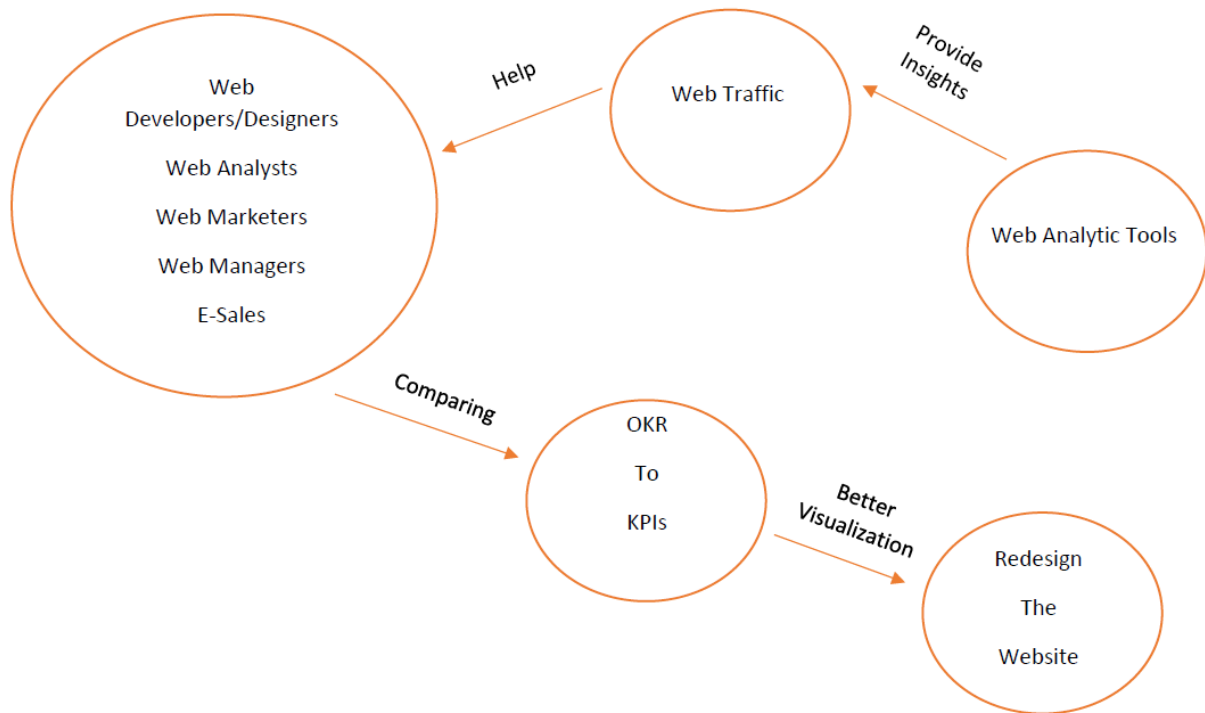 Web
Developers/Designers
Web Analysts
Web Marketers
Web Managers
E-Sales
Help
Web Traffic
Provide
Insights
Web Analytic Tools
Comparing
OKR
To
KPIs
Better
Visualization
Redesign
The
Website